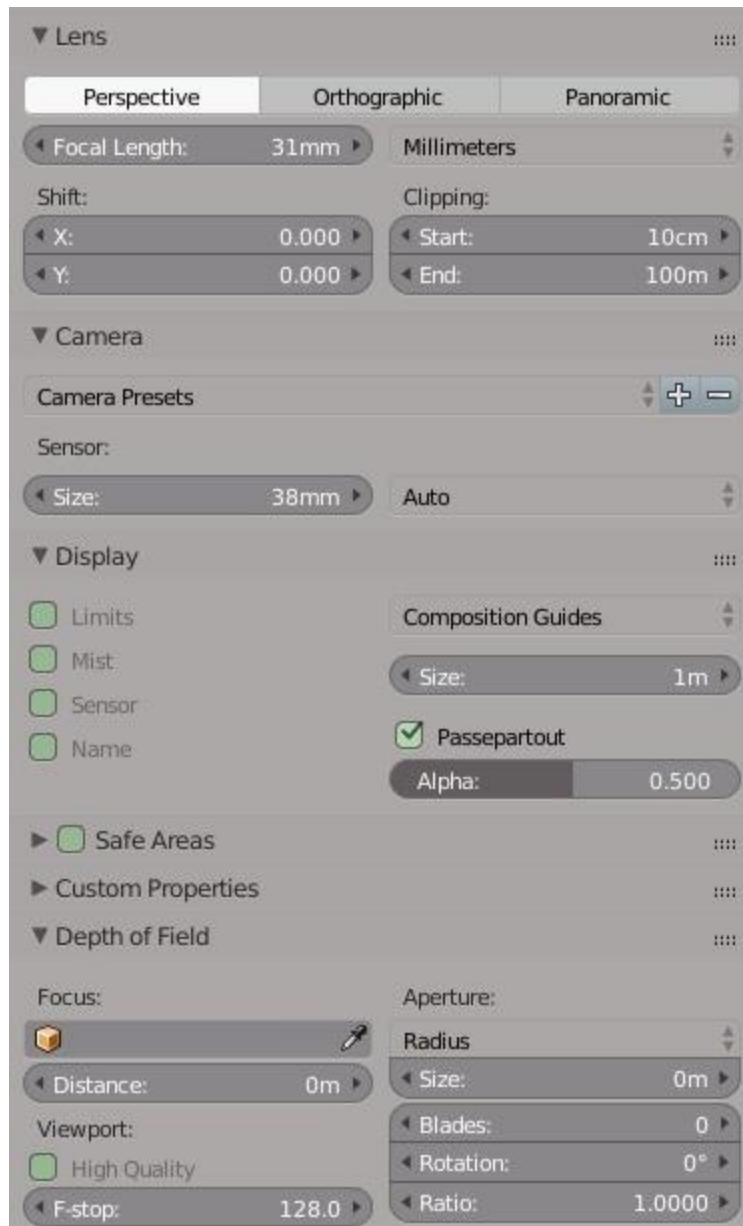 Lens
Perspective Orthographic Panoramic
Focal Length: 31mm Millimeters
Shift: Clipping:
X: 0.000 Start: 10cm
Y: 0.000 End: 100m
Camera
Camera Presets
Sensor:
Size: 38mm Auto
Display
Limits Composition Guides
Mist
Size: 1m
Sensor
Name Passepartout
Alpha: 0.500
Safe Areas
Custom Properties
Depth of Field
Focus: Aperture:
Radius
Distance: 0m Size: 0m
Viewport: Blades: 0
High Quality Rotation: 0°
F-stop: 128.0 Ratio: 1.0000